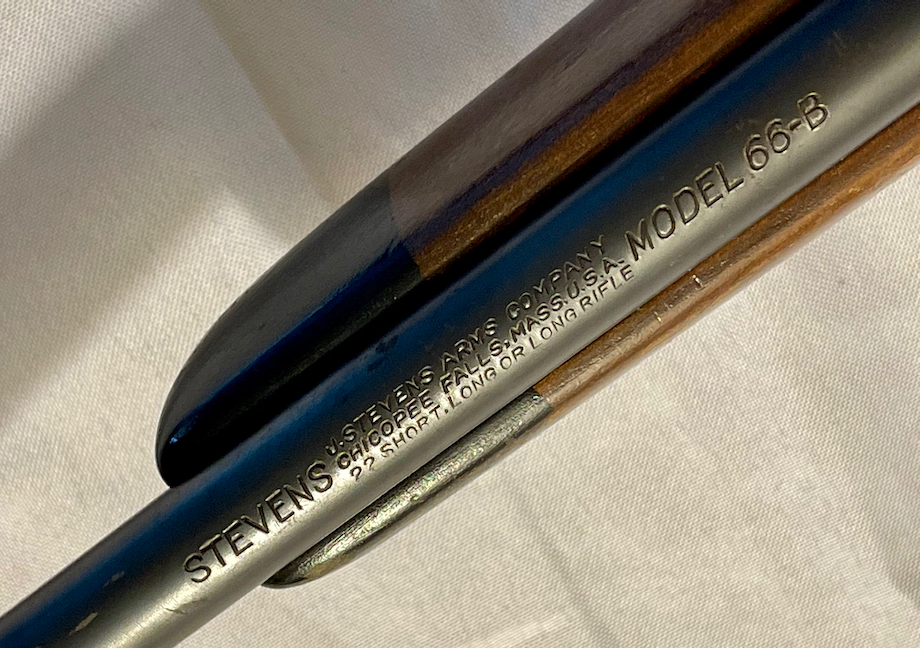 STEVENS
J. STEVENS ARMS COMPANY
CHICOPEE FALLS, MASS. U.S.A.
22 SHORT. LONG OR LONG RIFLE
MODEL 66-B